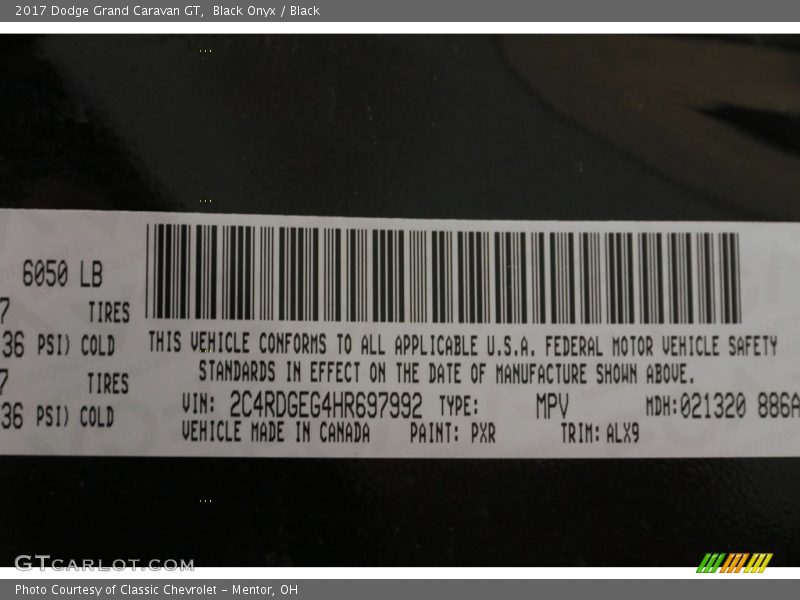 2017 Dodge Grand Caravan GT, Black Onyx / Black
6050 LB
7 TIRES
36 PSI) COLD
7 TIRES
36 PSI) COLD
THIS VEHICLE CONFORMS TO ALL APPLICABLE U.S.A. FEDERAL MOTOR VEHICLE SAFETY
STANDARDS IN EFFECT ON THE DATE OF MANUFACTURE SHOWN ABOVE.
VIN: 2C4RDGEG4HR697992 TYPE: MPV MDH:021320 886A
VEHICLE MADE IN CANADA PAINT: PXR TRIM: ALX9
GTCARLOT.COM
Photo Courtesy of Classic Chevrolet - Mentor, OH